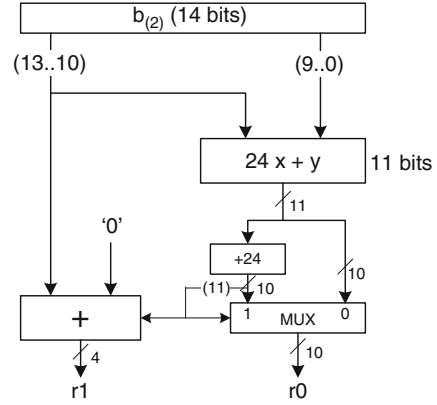 b(2) (14 bits)
(13..10)
(9..0)
24 x + y
11 bits
11
'0'
+24
10
(11)
10
+
1
MUX
0
4
10
r1
r0